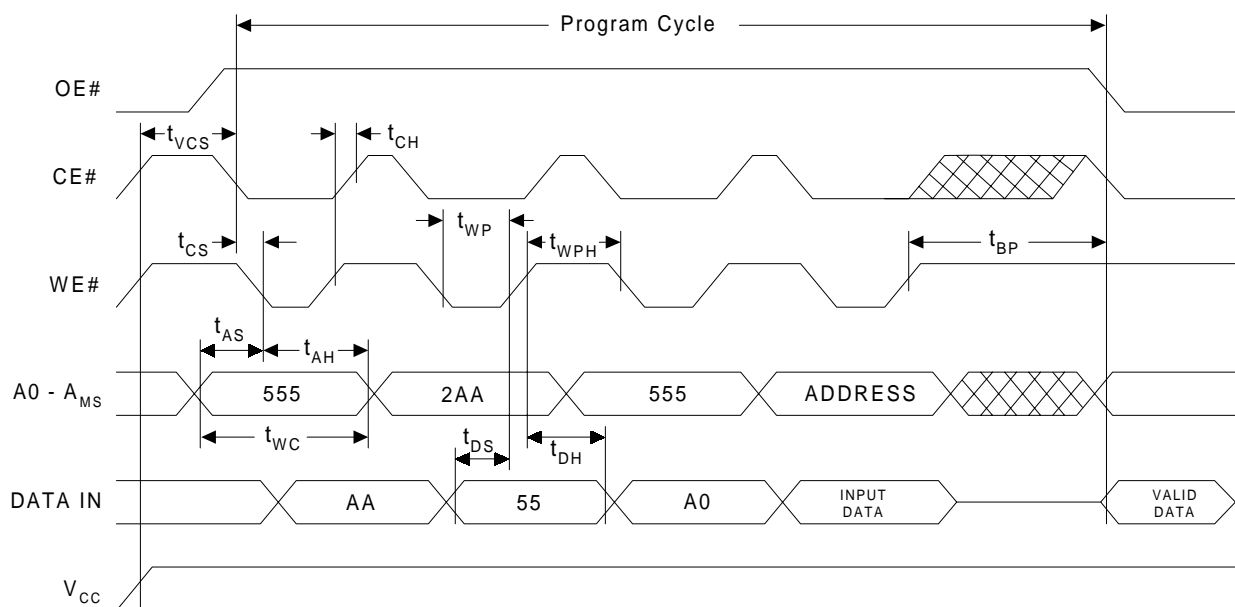 Program Cycle
OE#
tVCS
tCH
CE#
tWP
tCS
tWPH
tBP
WE#
tAS
tAH
A0 - AMS
555
2AA
555
ADDRESS
tWC
tDS
tDH
DATA IN
AA
55
A0
INPUT
DATA
VALID
DATA
VCC